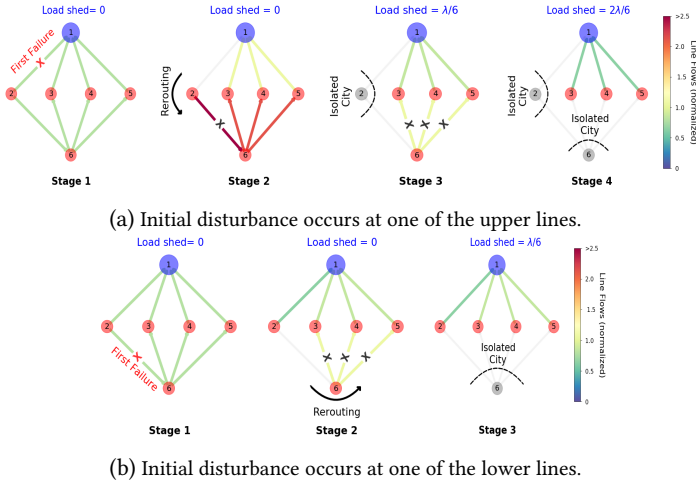 Load shed= 0
Load shed= 0
Load shed = λ/6
Load shed = 2λ/6
First Failure
X
1
2
3
4
5
6
Rerouting
X
1
3
4
5
6
Isolated
City
1
2
3
4
5
X X X
6
Isolated
City
1
2
3
4
5
Isolated
City
6
>2.5
2.0
1.5
1.0
0.5
0
Line Flows (normalized)
Stage 1
Stage 2
Stage 3
Stage 4
(a) Initial disturbance occurs at one of the upper lines.
Load shed= 0
Load shed= 0
Load shed = λ/6
1
2
3
4
5
X
First Failure
6
1
2
3
4
5
X X X
6
Rerouting
1
2
3
4
5
Isolated
City
6
>2.5
2.0
1.5
1.0
0.5
0
Line Flows (normalized)
Stage 1
Stage 2
Stage 3
(b) Initial disturbance occurs at one of the lower lines.